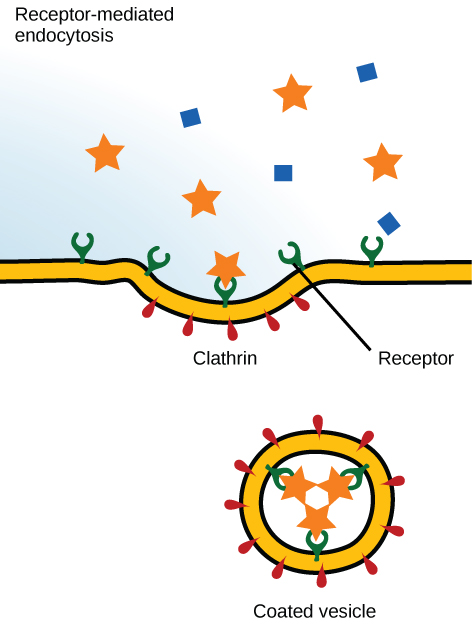 Receptor-mediated
endocytosis
Clathrin
Receptor
Coated vesicle